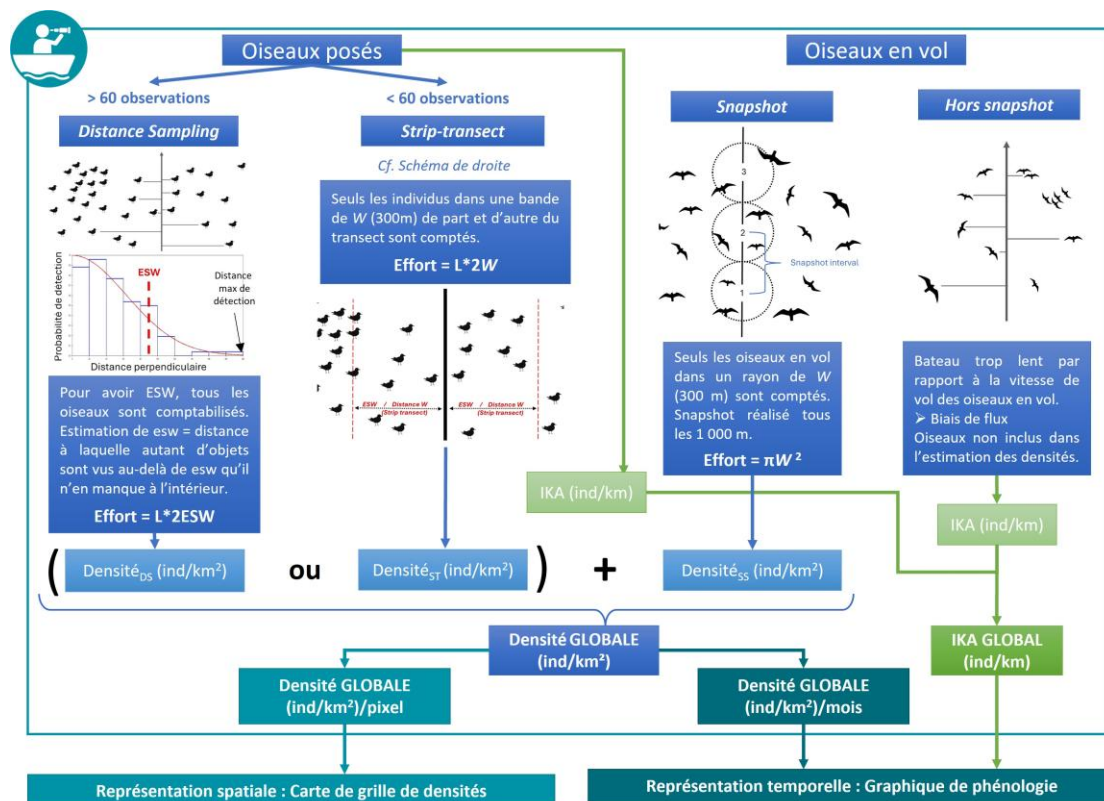 Oiseaux posés
Oiseaux en vol
> 60 observations
< 60 observations
Distance Sampling
Strip-transect
Snapshot
Hors snapshot
Cf. Schéma de droite
Seuls les individus dans une bande
de W (300m) de part et d'autre du
transect sont comptés.
Effort = L*2W
3
2
1
Snapshot interval
Probabilité de détection
ESW
Distance
max de
détection
Distance perpendiculaire
ESW / Distance W
(Strip transect)
ESW / Distance W
(Strip transect)
Pour avoir ESW, tous les
oiseaux sont comptabilisés.
Estimation de esw = distance
à laquelle autant d'objets
sont vus au-delà de esw qu'il
n'en manque à l'intérieur.
Effort = L*2ESW
Seuls les oiseaux en vol
dans un rayon de W
(300 m) sont comptés.
Snapshot réalisé tous
les 1 000 m.
Effort = πW ²
Bateau trop lent par
rapport à la vitesse de
vol des oiseaux en vol.
➢ Biais de flux
Oiseaux non inclus dans
l'estimation des densités.
IKA (ind/km)
IKA (ind/km)
( Densité_DS (ind/km²) ou Densité_ST (ind/km²) ) + Densité_SS (ind/km²)
Densité GLOBALE
(ind/km²)
IKA GLOBAL
(ind/km)
Densité GLOBALE
(ind/km²)/pixel
Densité GLOBALE
(ind/km²)/mois
Représentation spatiale : Carte de grille de densités
Représentation temporelle : Graphique de phénologie